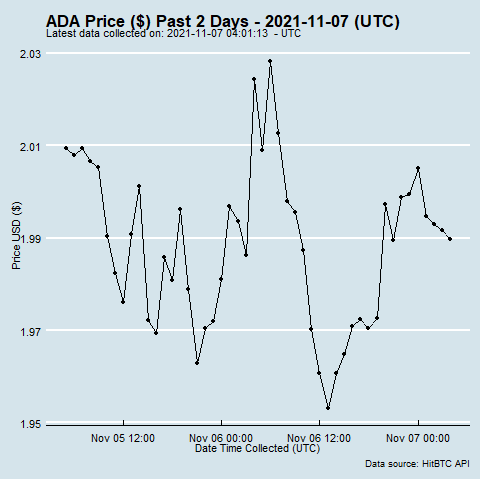 ADA Price ($) Past 2 Days - 2021-11-07 (UTC)
Latest data collected on: 2021-11-07 04:01:13  - UTC
2.03
2.01
1.99
1.97
1.95
Price USD ($)
Nov 05 12:00 Nov 06 00:00 Nov 06 12:00 Nov 07 00:00
Date Time Collected (UTC)
Data source: HitBTC API